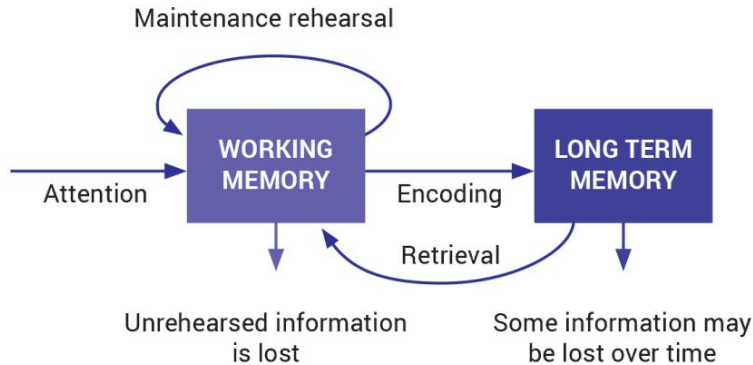 Maintenance rehearsal
WORKING
MEMORY
LONG TERM
MEMORY
Attention
Encoding
Retrieval
Unrehearsed information
is lost
Some information may
be lost over time